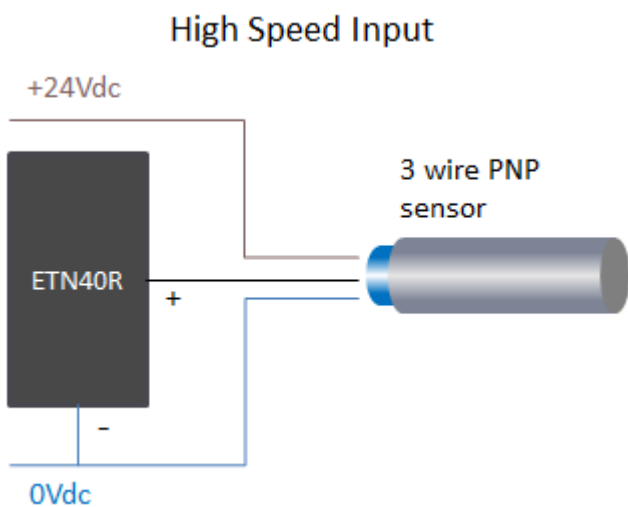 High Speed Input
+24Vdc
3 wire PNP
sensor
ETN40R
+
-
0Vdc